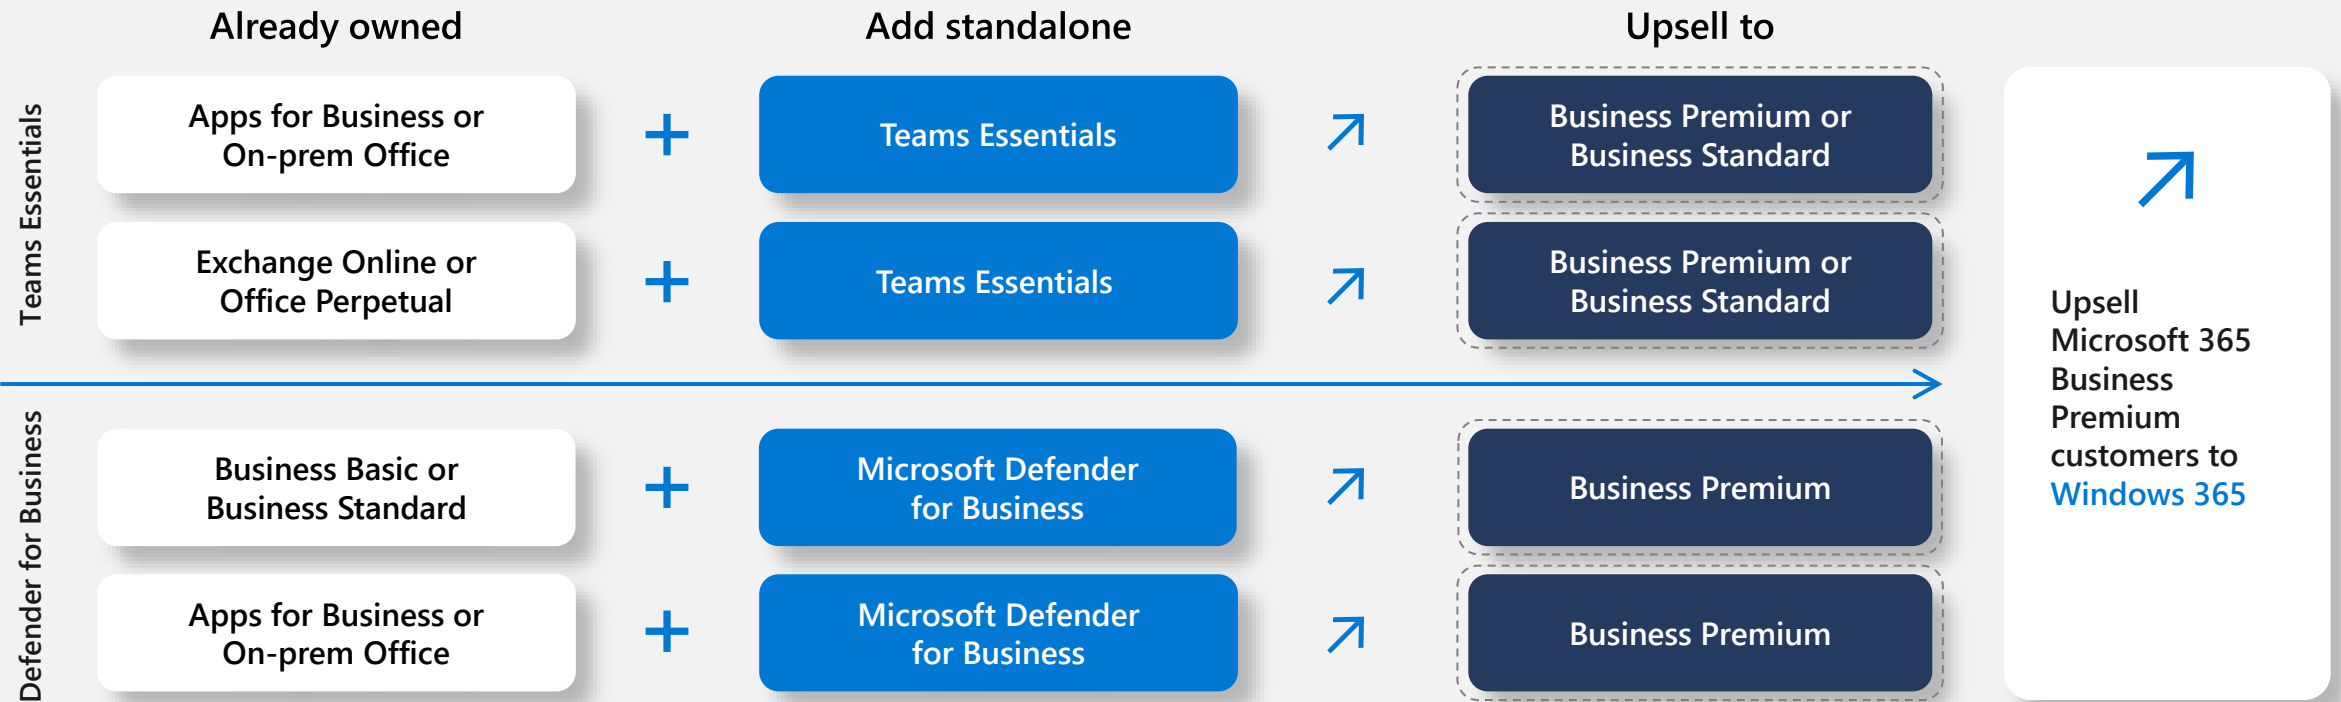 Already owned
Add standalone
Upsell to
Teams Essentials
Apps for Business or
On-prem Office
Teams Essentials
Business Premium or
Business Standard
Exchange Online or
Office Perpetual
Teams Essentials
Business Premium or
Business Standard
Defender for Business
Business Basic or
Business Standard
Microsoft Defender
for Business
Business Premium
Apps for Business or
On-prem Office
Microsoft Defender
for Business
Business Premium
Upsell
Microsoft 365
Business
Premium
customers to
Windows 365